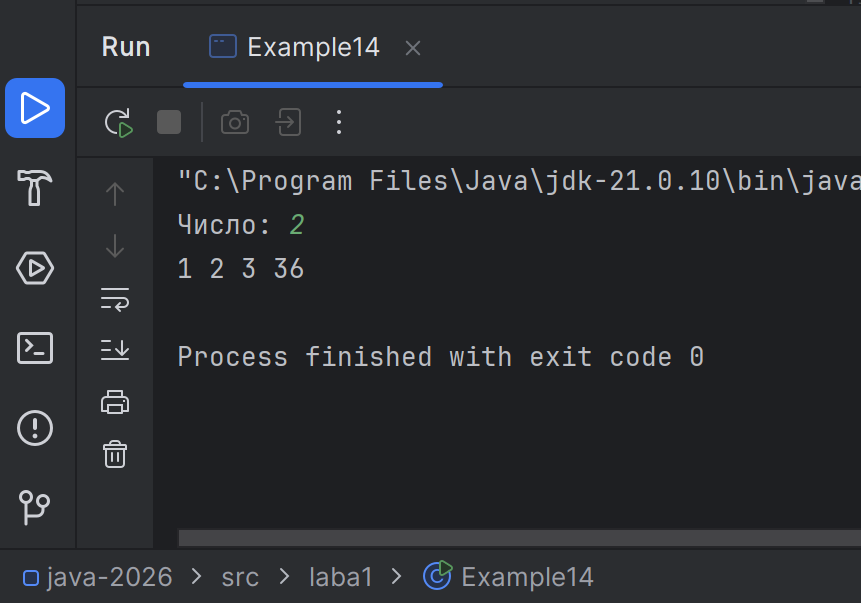 Run Example14
"C:\Program Files\Java\jdk-21.0.10\bin\java
Число: 2
1 2 3 36
Process finished with exit code 0
java-2026 > src > laba1 > Example14